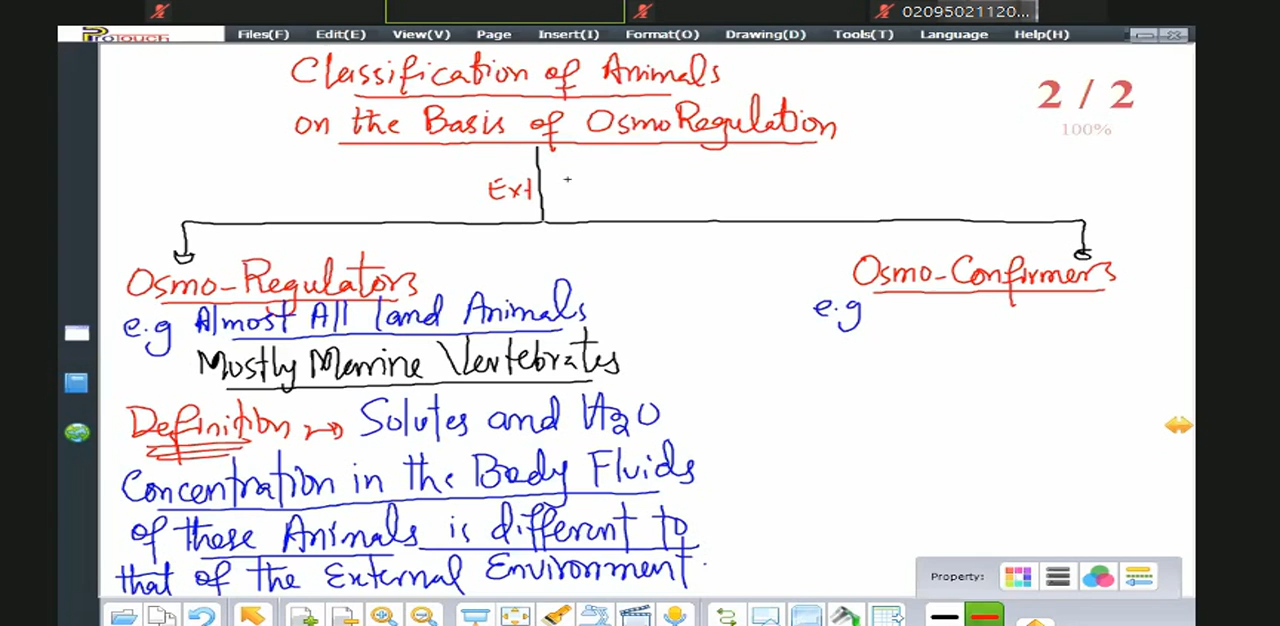 02095021120...
ProTouch
Files(F) Edit(E) View(V) Page Insert(I) Format(O) Drawing(D) Tools(T) Language Help(H)
Classification of Animals
on the Basis of OsmoRegulation
2 / 2
100%
Ext
Osmo-Regulators
e.g Almost All land Animals
Mostly Marine Vertebrates
Definition → Solutes and H2O
Concentration in the Body Fluids
of these Animals is different to
that of the External Environment.
Osmo-Confirmers
e.g
Property: